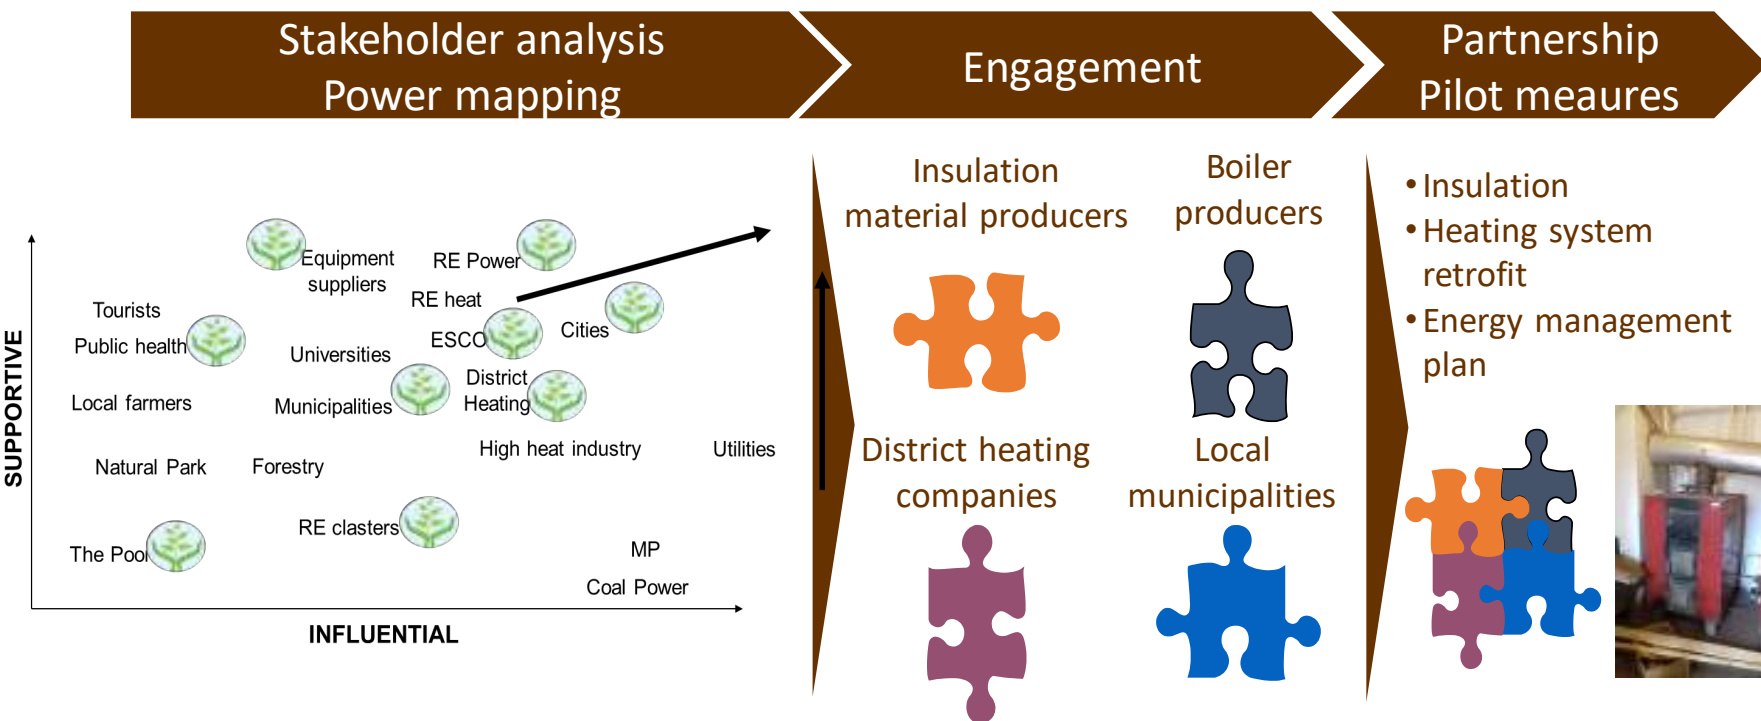 Stakeholder analysis
Power mapping
Engagement
Partnership
Pilot meaures
SUPPORTIVE
Equipment
suppliers
RE Power
RE heat
Tourists
Public health
Universities
ESCO
Cities
Local farmers
Municipalities
District
Heating
High heat industry
Utilities
Natural Park
Forestry
RE clasters
The Poor
MP
Coal Power
INFLUENTIAL
Insulation
material producers
Boiler
producers
District heating
companies
Local
municipalities
•Insulation
•Heating system
retrofit
•Energy management
plan